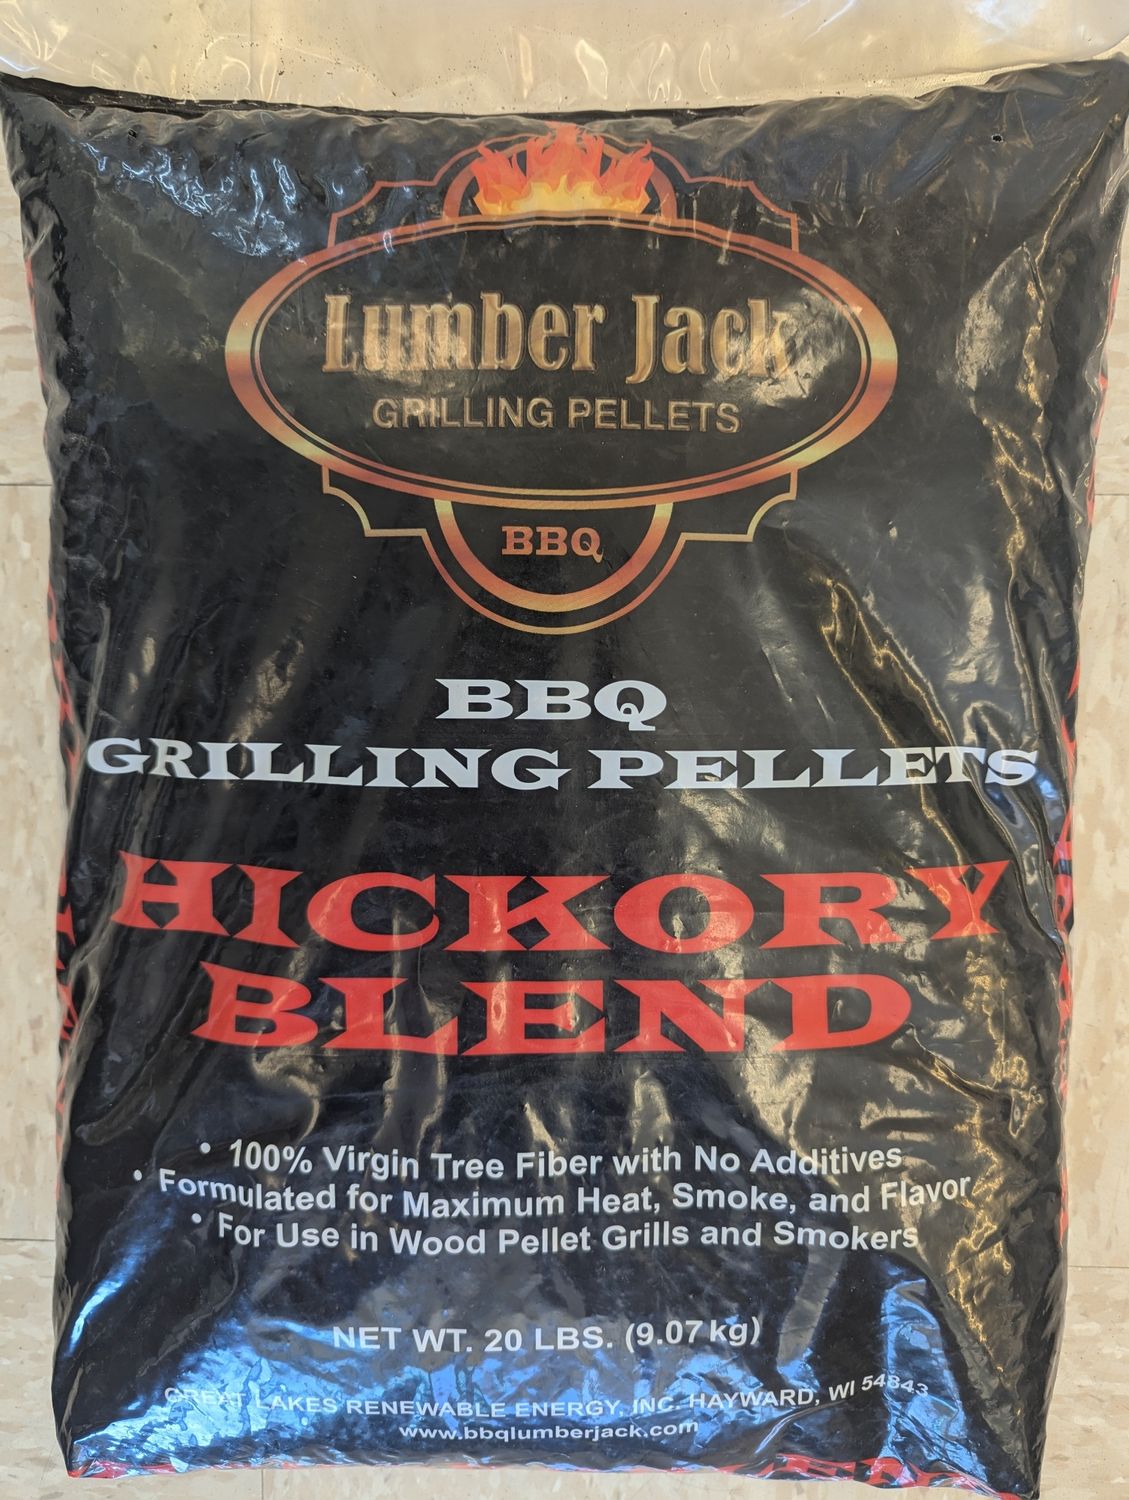 Lumber Jack
GRILLING PELLETS
BBQ
BBQ
GRILLING PELLETS
HICKORY
BLEND
• 100% Virgin Tree Fiber with No Additives
• Formulated for Maximum Heat, Smoke, and Flavor
• For Use in Wood Pellet Grills and Smokers
NET WT. 20 LBS. (9.07 kg)
GREAT LAKES RENEWABLE ENERGY, INC. HAYWARD, WI 54843
www.bbqlumberjack.com